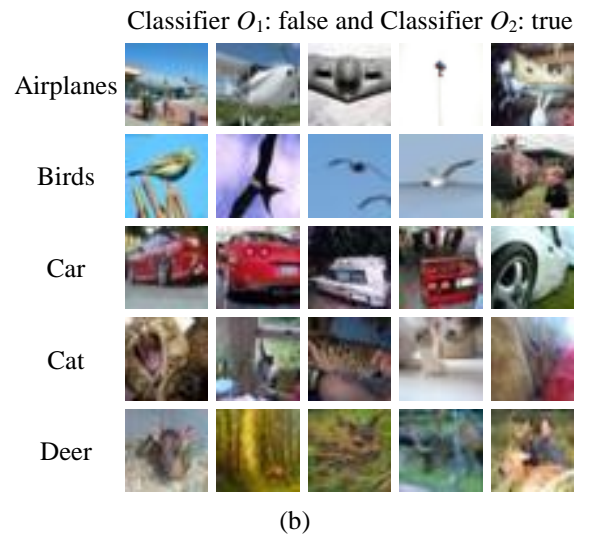 Classifier O₁: false and Classifier O₂: true
Airplanes
Birds
Car
Cat
Deer
(b)